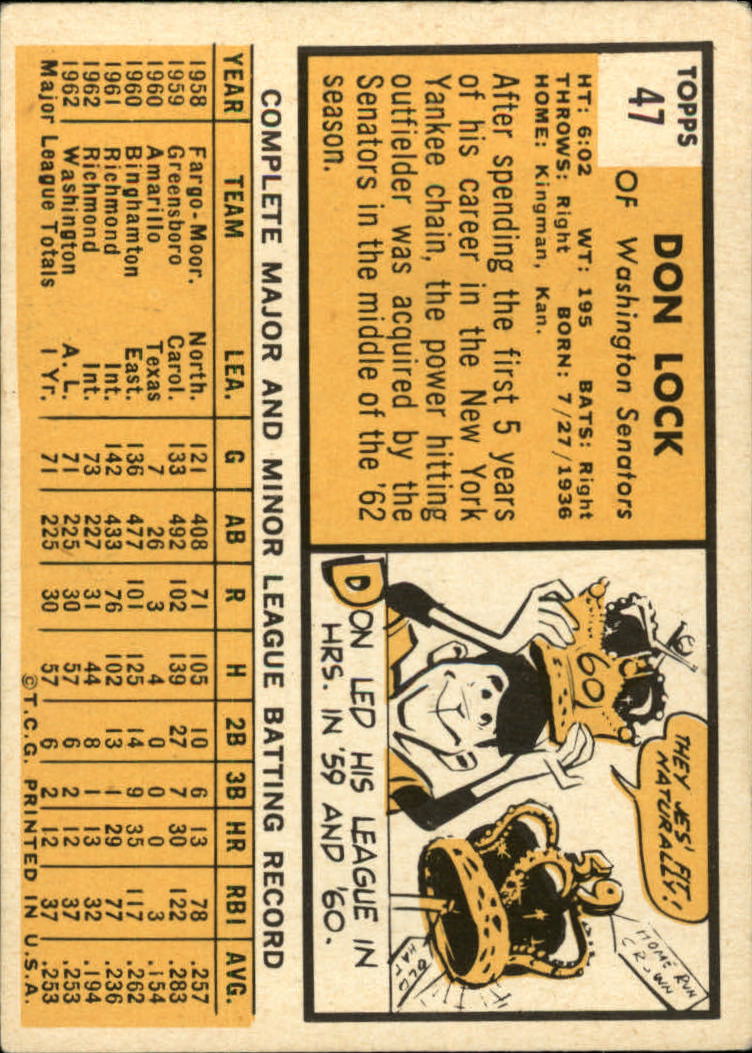 TOPPS
47
DON LOCK
OF Washington Senators
HT: 6:02 WT: 195 BATS: Right
THROWS: Right BORN: 7/27/1936
HOME: Kingman, Kan.
After spending the first 5 years
of his career in the New York
Yankee chain, the power hitting
outfielder was acquired by the
Senators in the middle of the '62
season.
THEY JES' FIT,
NATURALLY!
60
59
HOME RUN
CROWN
OLD
HAT
DON LED HIS LEAGUE IN
HRS. IN '59 AND '60.
COMPLETE MAJOR AND MINOR LEAGUE BATTING RECORD
YEAR TEAM LEA. G AB R H 2B 3B HR RBI AVG.
1958 Fargo-Moor. North. 121 408 71 105 10 6 13 78 .257
1959 Greensboro Carol. 133 492 102 139 27 7 30 122 .283
1960 Amarillo Texas 7 26 3 4 0 0 0 3 .154
1960 Binghamton East. 136 477 101 125 14 9 35 117 .262
1961 Richmond Int. 142 433 76 102 13 1 29 77 .236
1962 Richmond Int. 73 227 31 44 8 1 13 32 .194
1962 Washington A. L. 71 225 30 57 6 2 12 37 .253
Major League Totals 1 Yr. 71 225 30 57 6 2 12 37 .253
©T.C.G. PRINTED IN U.S.A.